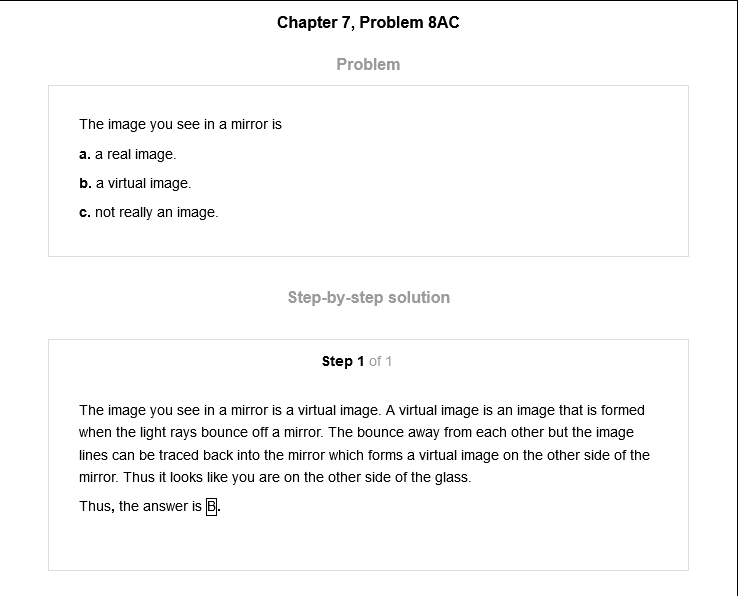 Chapter 7, Problem 8AC
Problem
The image you see in a mirror is
a. a real image.
b. a virtual image.
c. not really an image.
Step-by-step solution
Step 1 of 1
The image you see in a mirror is a virtual image. A virtual image is an image that is formed
when the light rays bounce off a mirror. The bounce away from each other but the image
lines can be traced back into the mirror which forms a virtual image on the other side of the
mirror. Thus it looks like you are on the other side of the glass.
Thus, the answer is B.